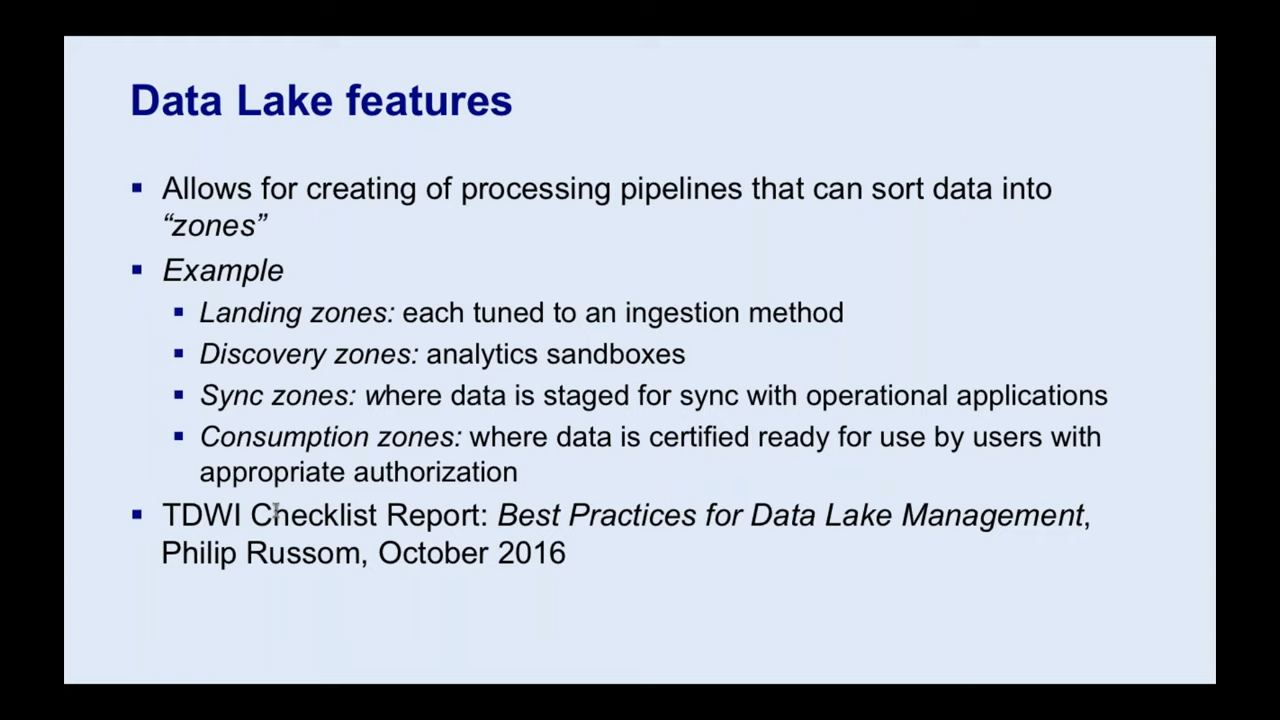 Data Lake features
▪ Allows for creating of processing pipelines that can sort data into
“zones”
▪ Example
▪ Landing zones: each tuned to an ingestion method
▪ Discovery zones: analytics sandboxes
▪ Sync zones: where data is staged for sync with operational applications
▪ Consumption zones: where data is certified ready for use by users with
appropriate authorization
▪ TDWI Checklist Report: Best Practices for Data Lake Management,
Philip Russom, October 2016